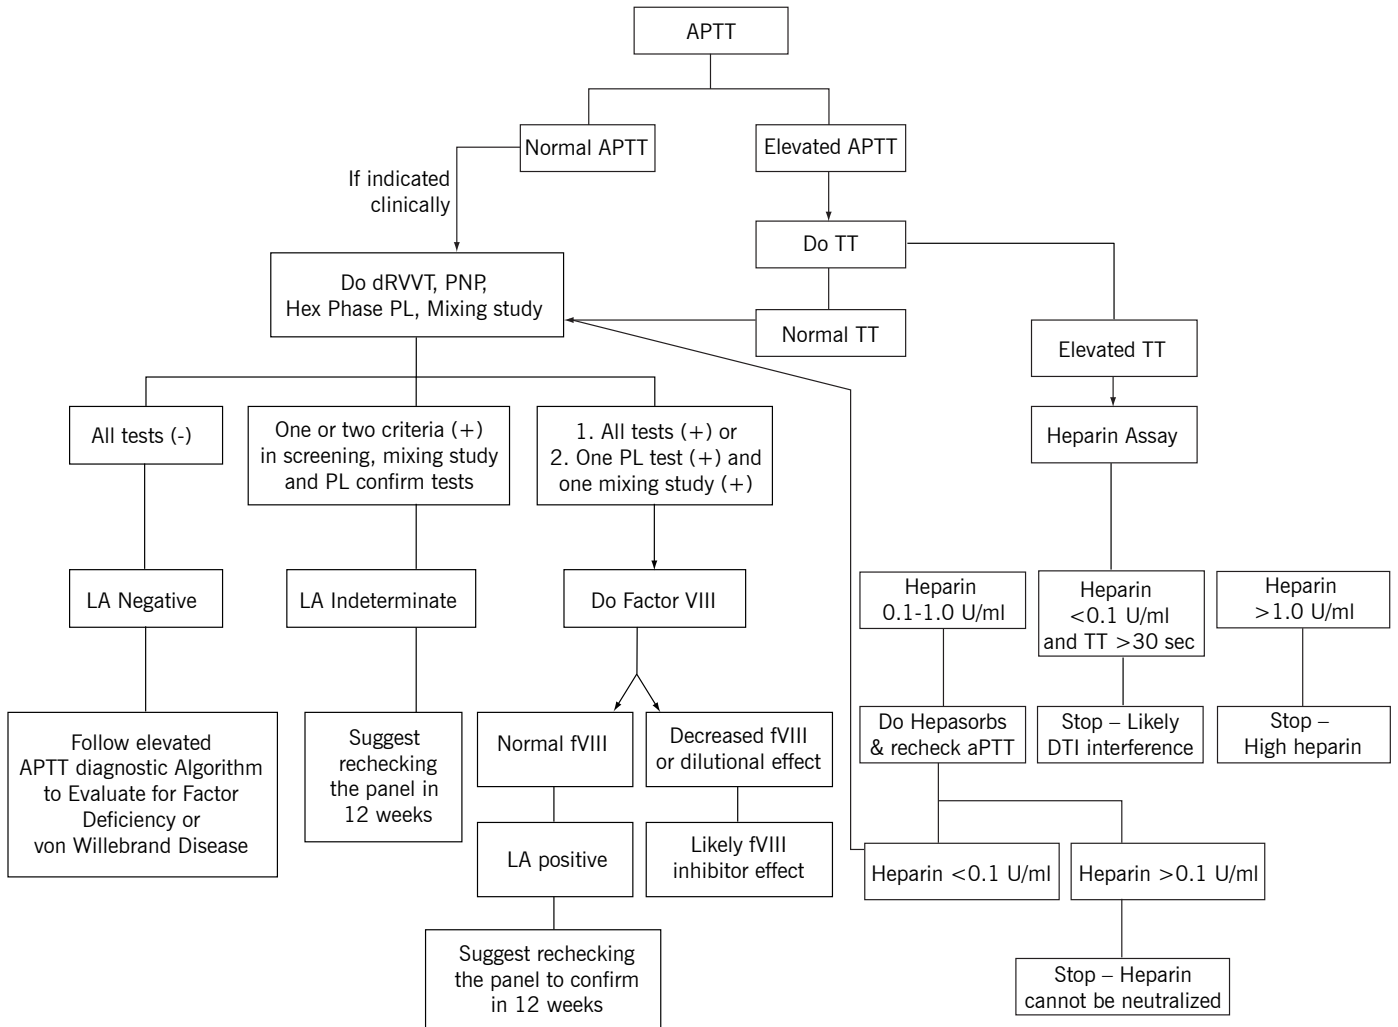 APTT
Normal APTT
Elevated APTT
If indicated
clinically
Do TT
Do dRVVT, PNP,
Hex Phase PL, Mixing study
Normal TT
Elevated TT
All tests (-)
One or two criteria (+)
in screening, mixing study
and PL confirm tests
1. All tests (+) or
2. One PL test (+) and
one mixing study (+)
Heparin Assay
LA Negative
LA Indeterminate
Do Factor VIII
Heparin
0.1-1.0 U/ml
Heparin
<0.1 U/ml
and TT >30 sec
Heparin
>1.0 U/ml
Follow elevated
APTT diagnostic Algorithm
to Evaluate for Factor
Deficiency or
von Willebrand Disease
Suggest
rechecking
the panel in
12 weeks
Normal fVIII
Decreased fVIII
or dilutional effect
Do Hepasorbs
& recheck aPTT
Stop – Likely
DTI interference
Stop –
High heparin
LA positive
Likely fVIII
inhibitor effect
Heparin <0.1 U/ml
Heparin >0.1 U/ml
Suggest rechecking
the panel to confirm
in 12 weeks
Stop – Heparin
cannot be neutralized